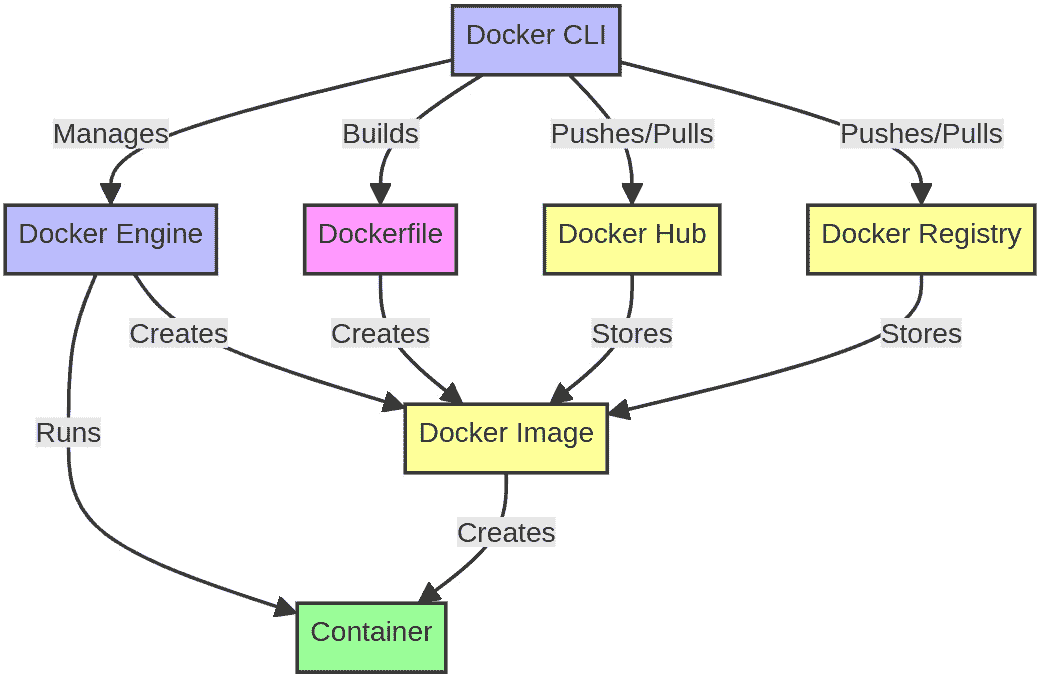 Docker CLI
Manages
Builds
Pushes/Pulls
Pushes/Pulls
Docker Engine
Dockerfile
Docker Hub
Docker Registry
Creates
Creates
Stores
Stores
Runs
Docker Image
Creates
Container